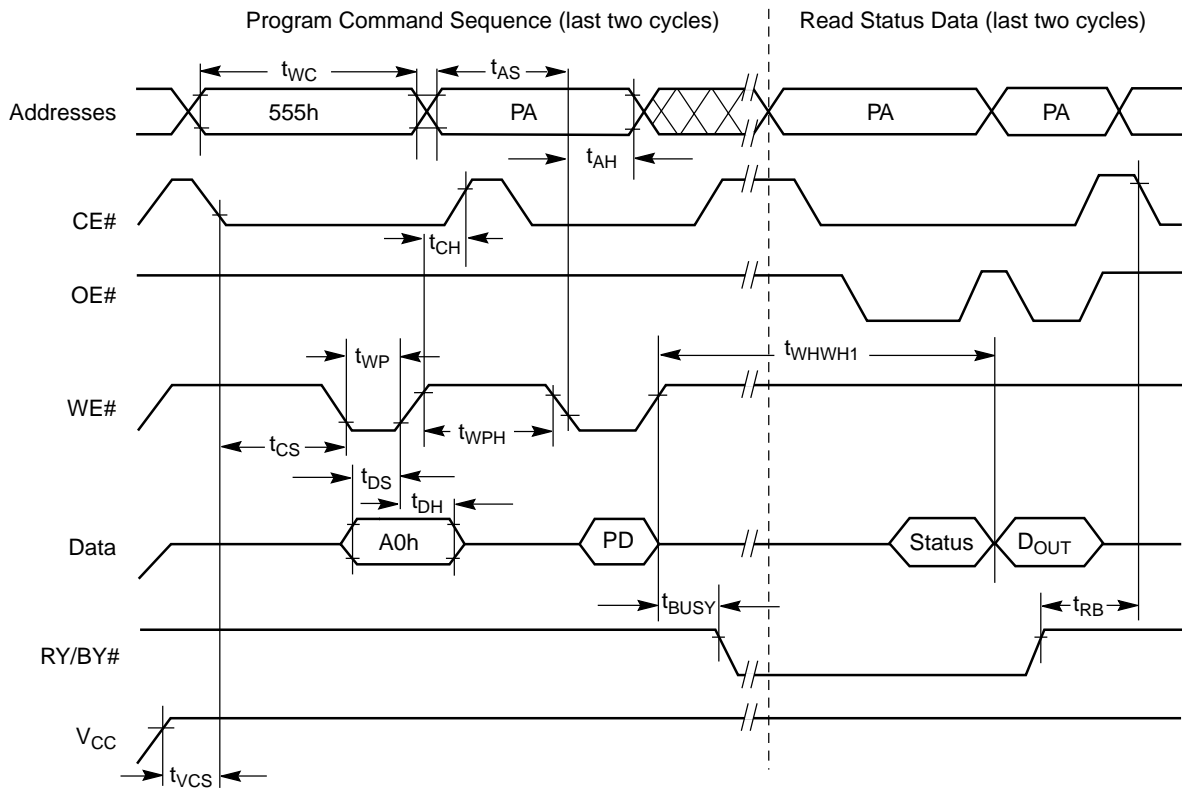 Program Command Sequence (last two cycles)
Read Status Data (last two cycles)
tWC
tAS
Addresses
555h
PA
PA
PA
tAH
CE#
tCH
OE#
tWP
tWHWH1
WE#
tCS
tWPH
tDS
tDH
Data
A0h
PD
Status
DOUT
tBUSY
tRB
RY/BY#
VCC
tVCS